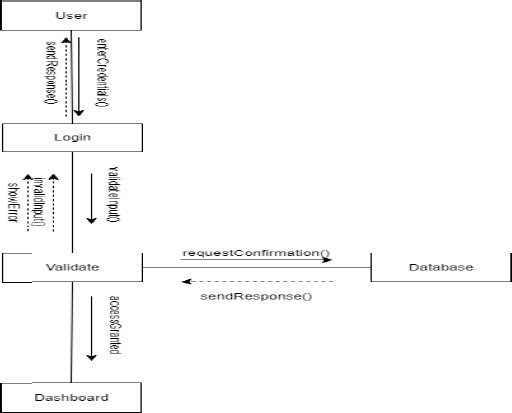 User
sendResponse()
enterCredentials()
Login
showError
invalidInput()
validateInput()
requestConfirmation()
Validate
Database
sendResponse()
accessGranted
Dashboard